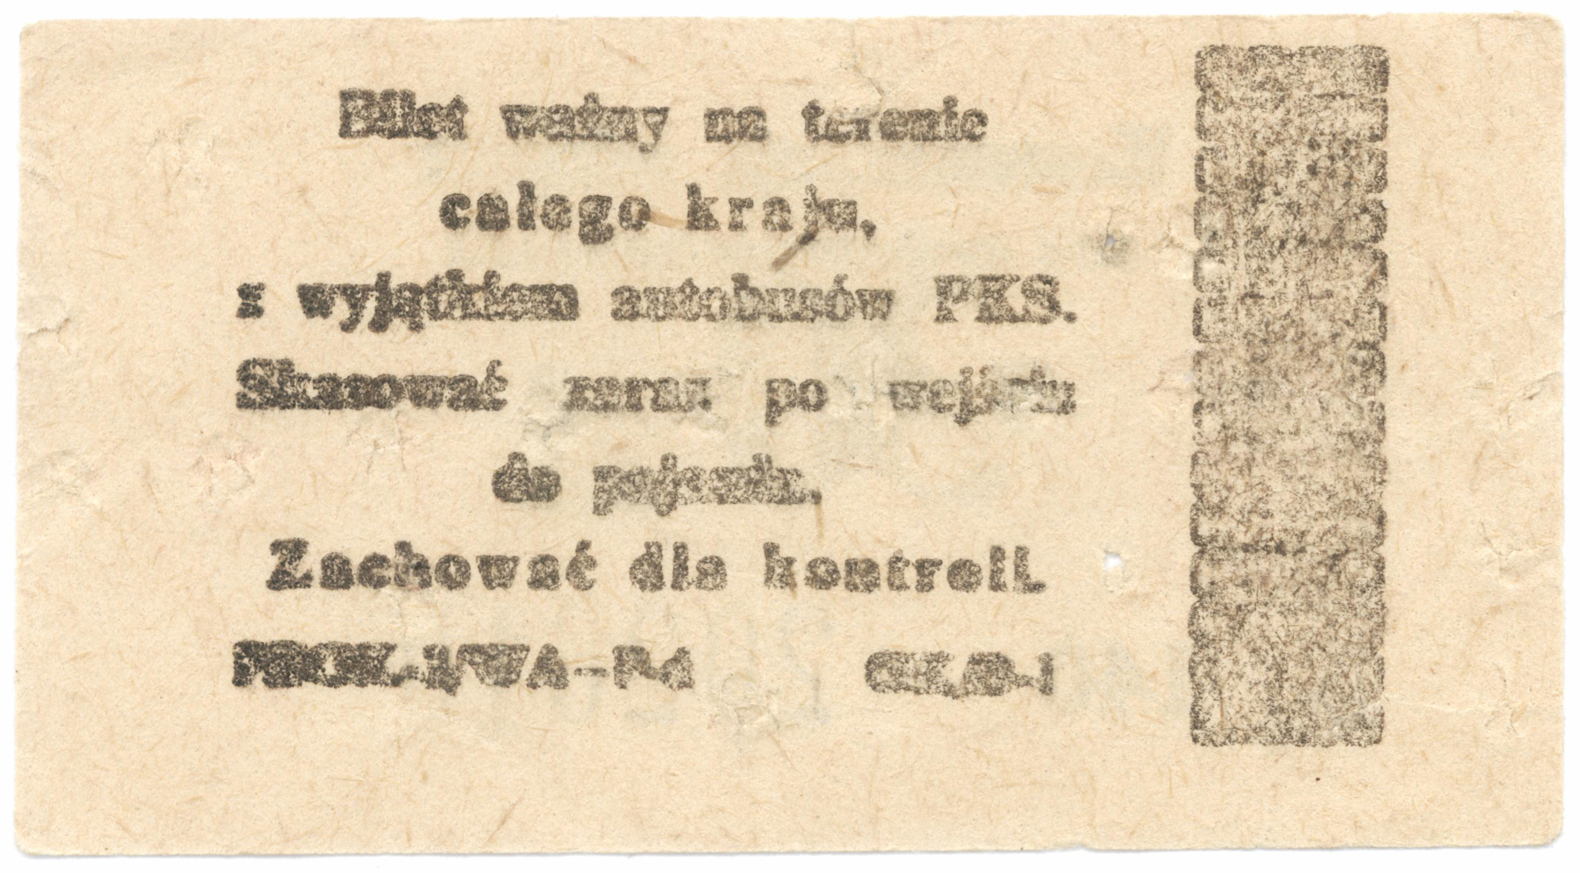 Bilet ważny na terenie
całego kraju,
z wyjątkiem autobusów PKS.
Skasować zaraz po wejściu
do pojazdu.
Zachować dla kontroli.